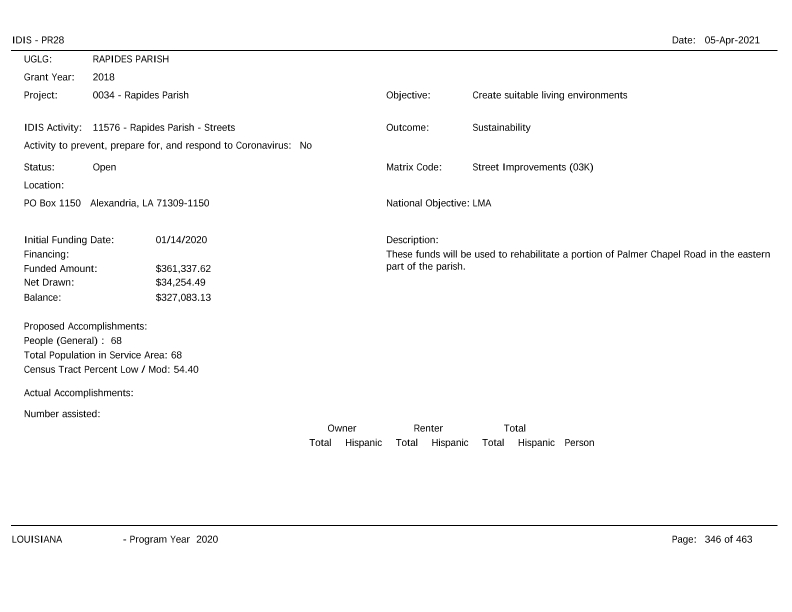 IDIS - PR28 Date: 05-Apr-2021
UGLG: RAPIDES PARISH
Grant Year: 2018
Project: 0034 - Rapides Parish Objective: Create suitable living environments
IDIS Activity: 11576 - Rapides Parish - Streets Outcome: Sustainability
Activity to prevent, prepare for, and respond to Coronavirus: No
Status: Open Matrix Code: Street Improvements (03K)
Location:
PO Box 1150 Alexandria, LA 71309-1150 National Objective: LMA
Initial Funding Date: 01/14/2020 Description:
Financing: These funds will be used to rehabilitate a portion of Palmer Chapel Road in the eastern
Funded Amount: $361,337.62 part of the parish.
Net Drawn: $34,254.49
Balance: $327,083.13
Proposed Accomplishments:
People (General) : 68
Total Population in Service Area: 68
Census Tract Percent Low / Mod: 54.40
Actual Accomplishments:
Number assisted:
Owner Renter Total
Total Hispanic Total Hispanic Total Hispanic Person
LOUISIANA - Program Year 2020 Page: 346 of 463